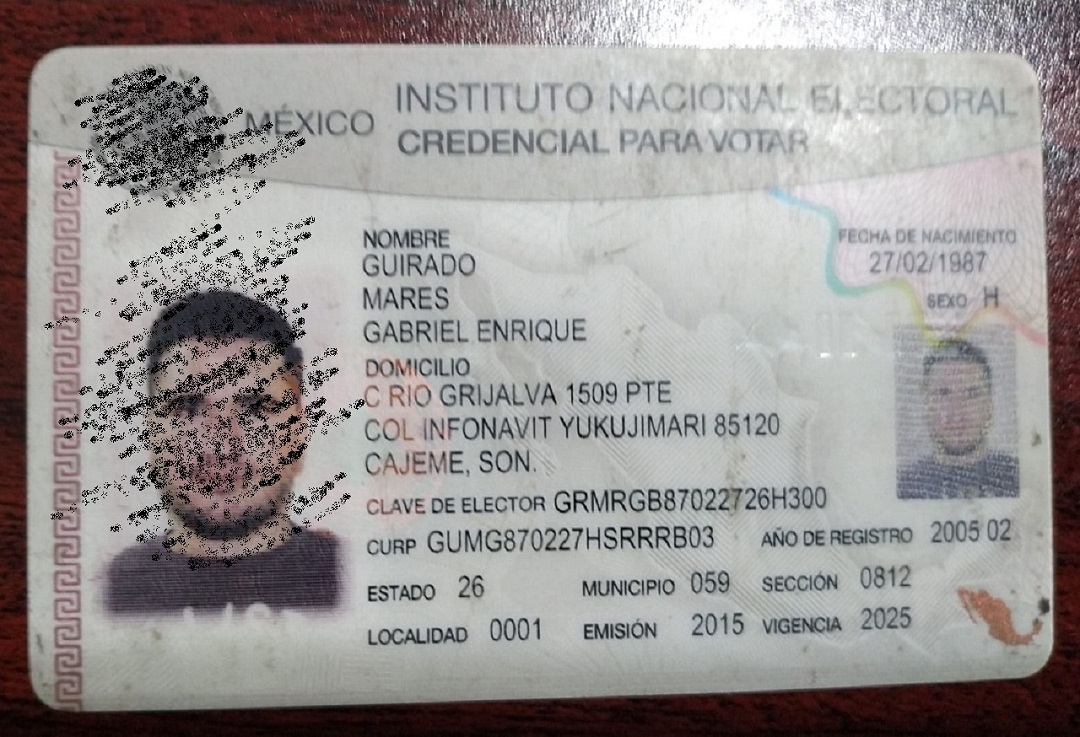 MÉXICO INSTITUTO NACIONAL ELECTORAL
CREDENCIAL PARA VOTAR
NOMBRE
GUIRADO
MARES
GABRIEL ENRIQUE
FECHA DE NACIMIENTO
27/02/1987
SEXO H
DOMICILIO
C RIO GRIJALVA 1509 PTE
COL INFONAVIT YUKUJIMARI 85120
CAJEME, SON.
CLAVE DE ELECTOR GRMRGB87022726H300
CURP GUMG870227HSRRRB03 AÑO DE REGISTRO 2005 02
ESTADO 26 MUNICIPIO 059 SECCIÓN 0812
LOCALIDAD 0001 EMISIÓN 2015 VIGENCIA 2025